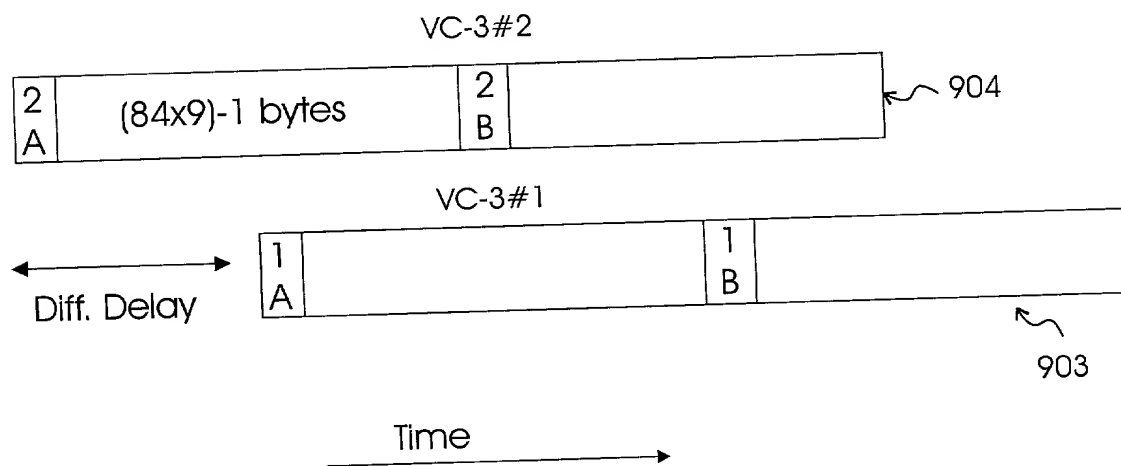 VC-3#2
2
A
(84x9)-1 bytes
2
B
904
VC-3#1
1
A
1
B
Diff. Delay
903
Time